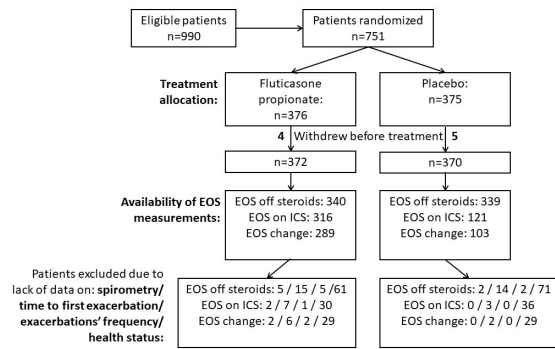 Eligible patients
n=990
Patients randomized
n=751
Treatment
allocation:
Fluticasone
propionate:
n=376
Placebo:
n=375
4 Withdrew before treatment 5
n=372
n=370
Availability of EOS
measurements:
EOS off steroids: 340
EOS on ICS: 316
EOS change: 289
EOS off steroids: 339
EOS on ICS: 121
EOS change: 103
Patients excluded due to
lack of data on: spirometry/
time to first exacerbation/
exacerbations' frequency/
health status:
EOS off steroids: 5 / 15 / 5 /61
EOS on ICS: 2 / 7 / 1 / 30
EOS change: 2 / 6 / 2 / 29
EOS off steroids: 2 / 14 / 2 / 71
EOS on ICS: 0 / 3 / 0 / 36
EOS change: 0 / 2 / 0 / 29